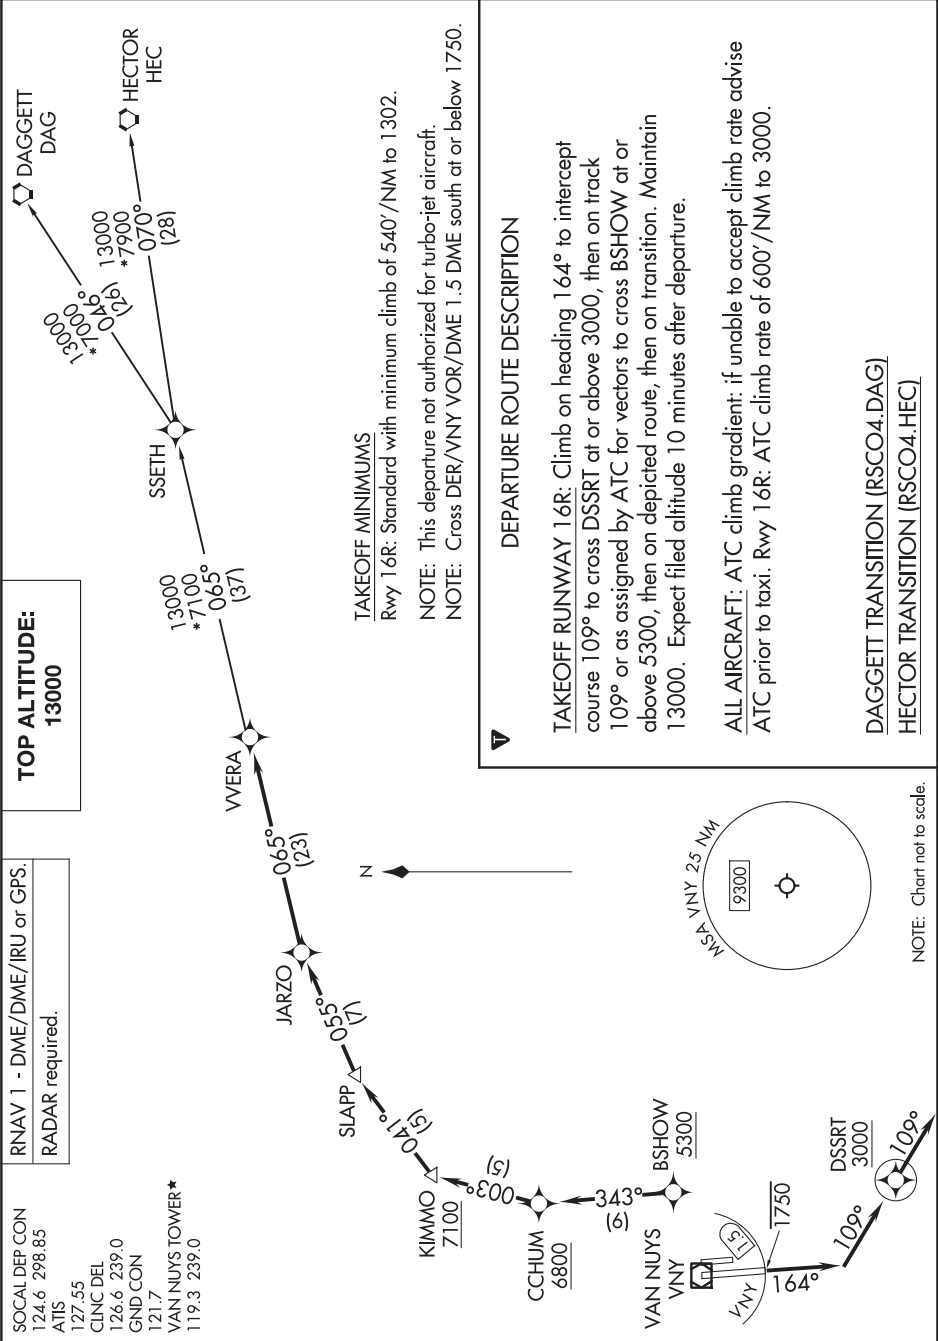 SOCAL DEP CON
124.6 298.85
ATIS
127.55
CLNC DEL
126.6 239.0
GND CON
121.7
VAN NUYS TOWER★
119.3 239.0
RNAV 1 - DME/DME/IRU or GPS.
RADAR required.
TOP ALTITUDE:
13000
DAGGETT
DAG
HECTOR
HEC
13000
*7000
046°
(26)
13000
*7900
070°
(28)
SSETH
13000
*7100
065°
(37)
VVERA
065°
(23)
JARZO
055°
(7)
SLAPP
041°
(5)
KIMMO
7100
003°
(5)
CCHUM
6800
343°
(6)
BSHOW
5300
VAN NUYS
VNY
1.5
VNY
1750
164°
109°
DSSRT
3000
109°
N
MSA VNY 25 NM
9300
NOTE: Chart not to scale.
TAKEOFF MINIMUMS
Rwy 16R: Standard with minimum climb of 540'/NM to 1302.
NOTE: This departure not authorized for turbo-jet aircraft.
NOTE: Cross DER/VNY VOR/DME 1.5 DME south at or below 1750.
T
DEPARTURE ROUTE DESCRIPTION
TAKEOFF RUNWAY 16R: Climb on heading 164° to intercept
course 109° to cross DSSRT at or above 3000, then on track
109° or as assigned by ATC for vectors to cross BSHOW at or
above 5300, then on depicted route, then on transition. Maintain
13000. Expect filed altitude 10 minutes after departure.
ALL AIRCRAFT: ATC climb gradient: if unable to accept climb rate advise
ATC prior to taxi. Rwy 16R: ATC climb rate of 600'/NM to 3000.
DAGGETT TRANSITION (RSCO4.DAG)
HECTOR TRANSITION (RSCO4.HEC)